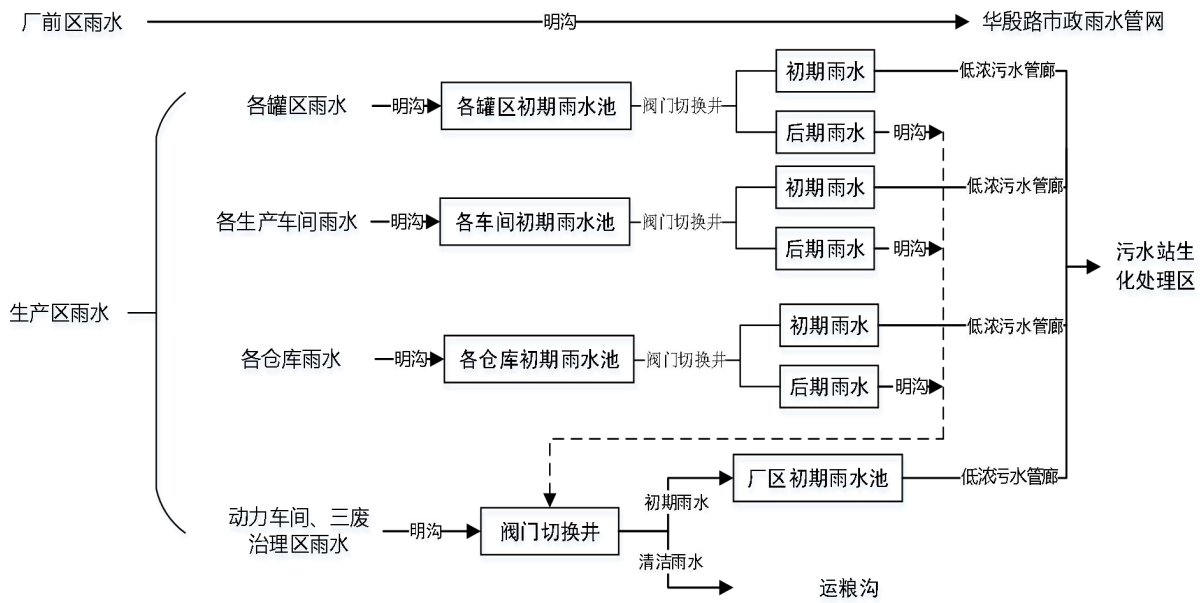 厂前区雨水
明沟
华殷路市政雨水管网
初期雨水
低浓污水管廊
各罐区雨水
明沟
各罐区初期雨水池
阀门切换井
后期雨水
明沟
初期雨水
低浓污水管廊
各生产车间雨水
明沟
各车间初期雨水池
阀门切换井
后期雨水
明沟
污水站生
化处理区
生产区雨水
初期雨水
低浓污水管廊
各仓库雨水
明沟
各仓库初期雨水池
阀门切换井
后期雨水
明沟
厂区初期雨水池
低浓污水管廊
初期雨水
动力车间、三废
治理区雨水
明沟
阀门切换井
清洁雨水
运粮沟